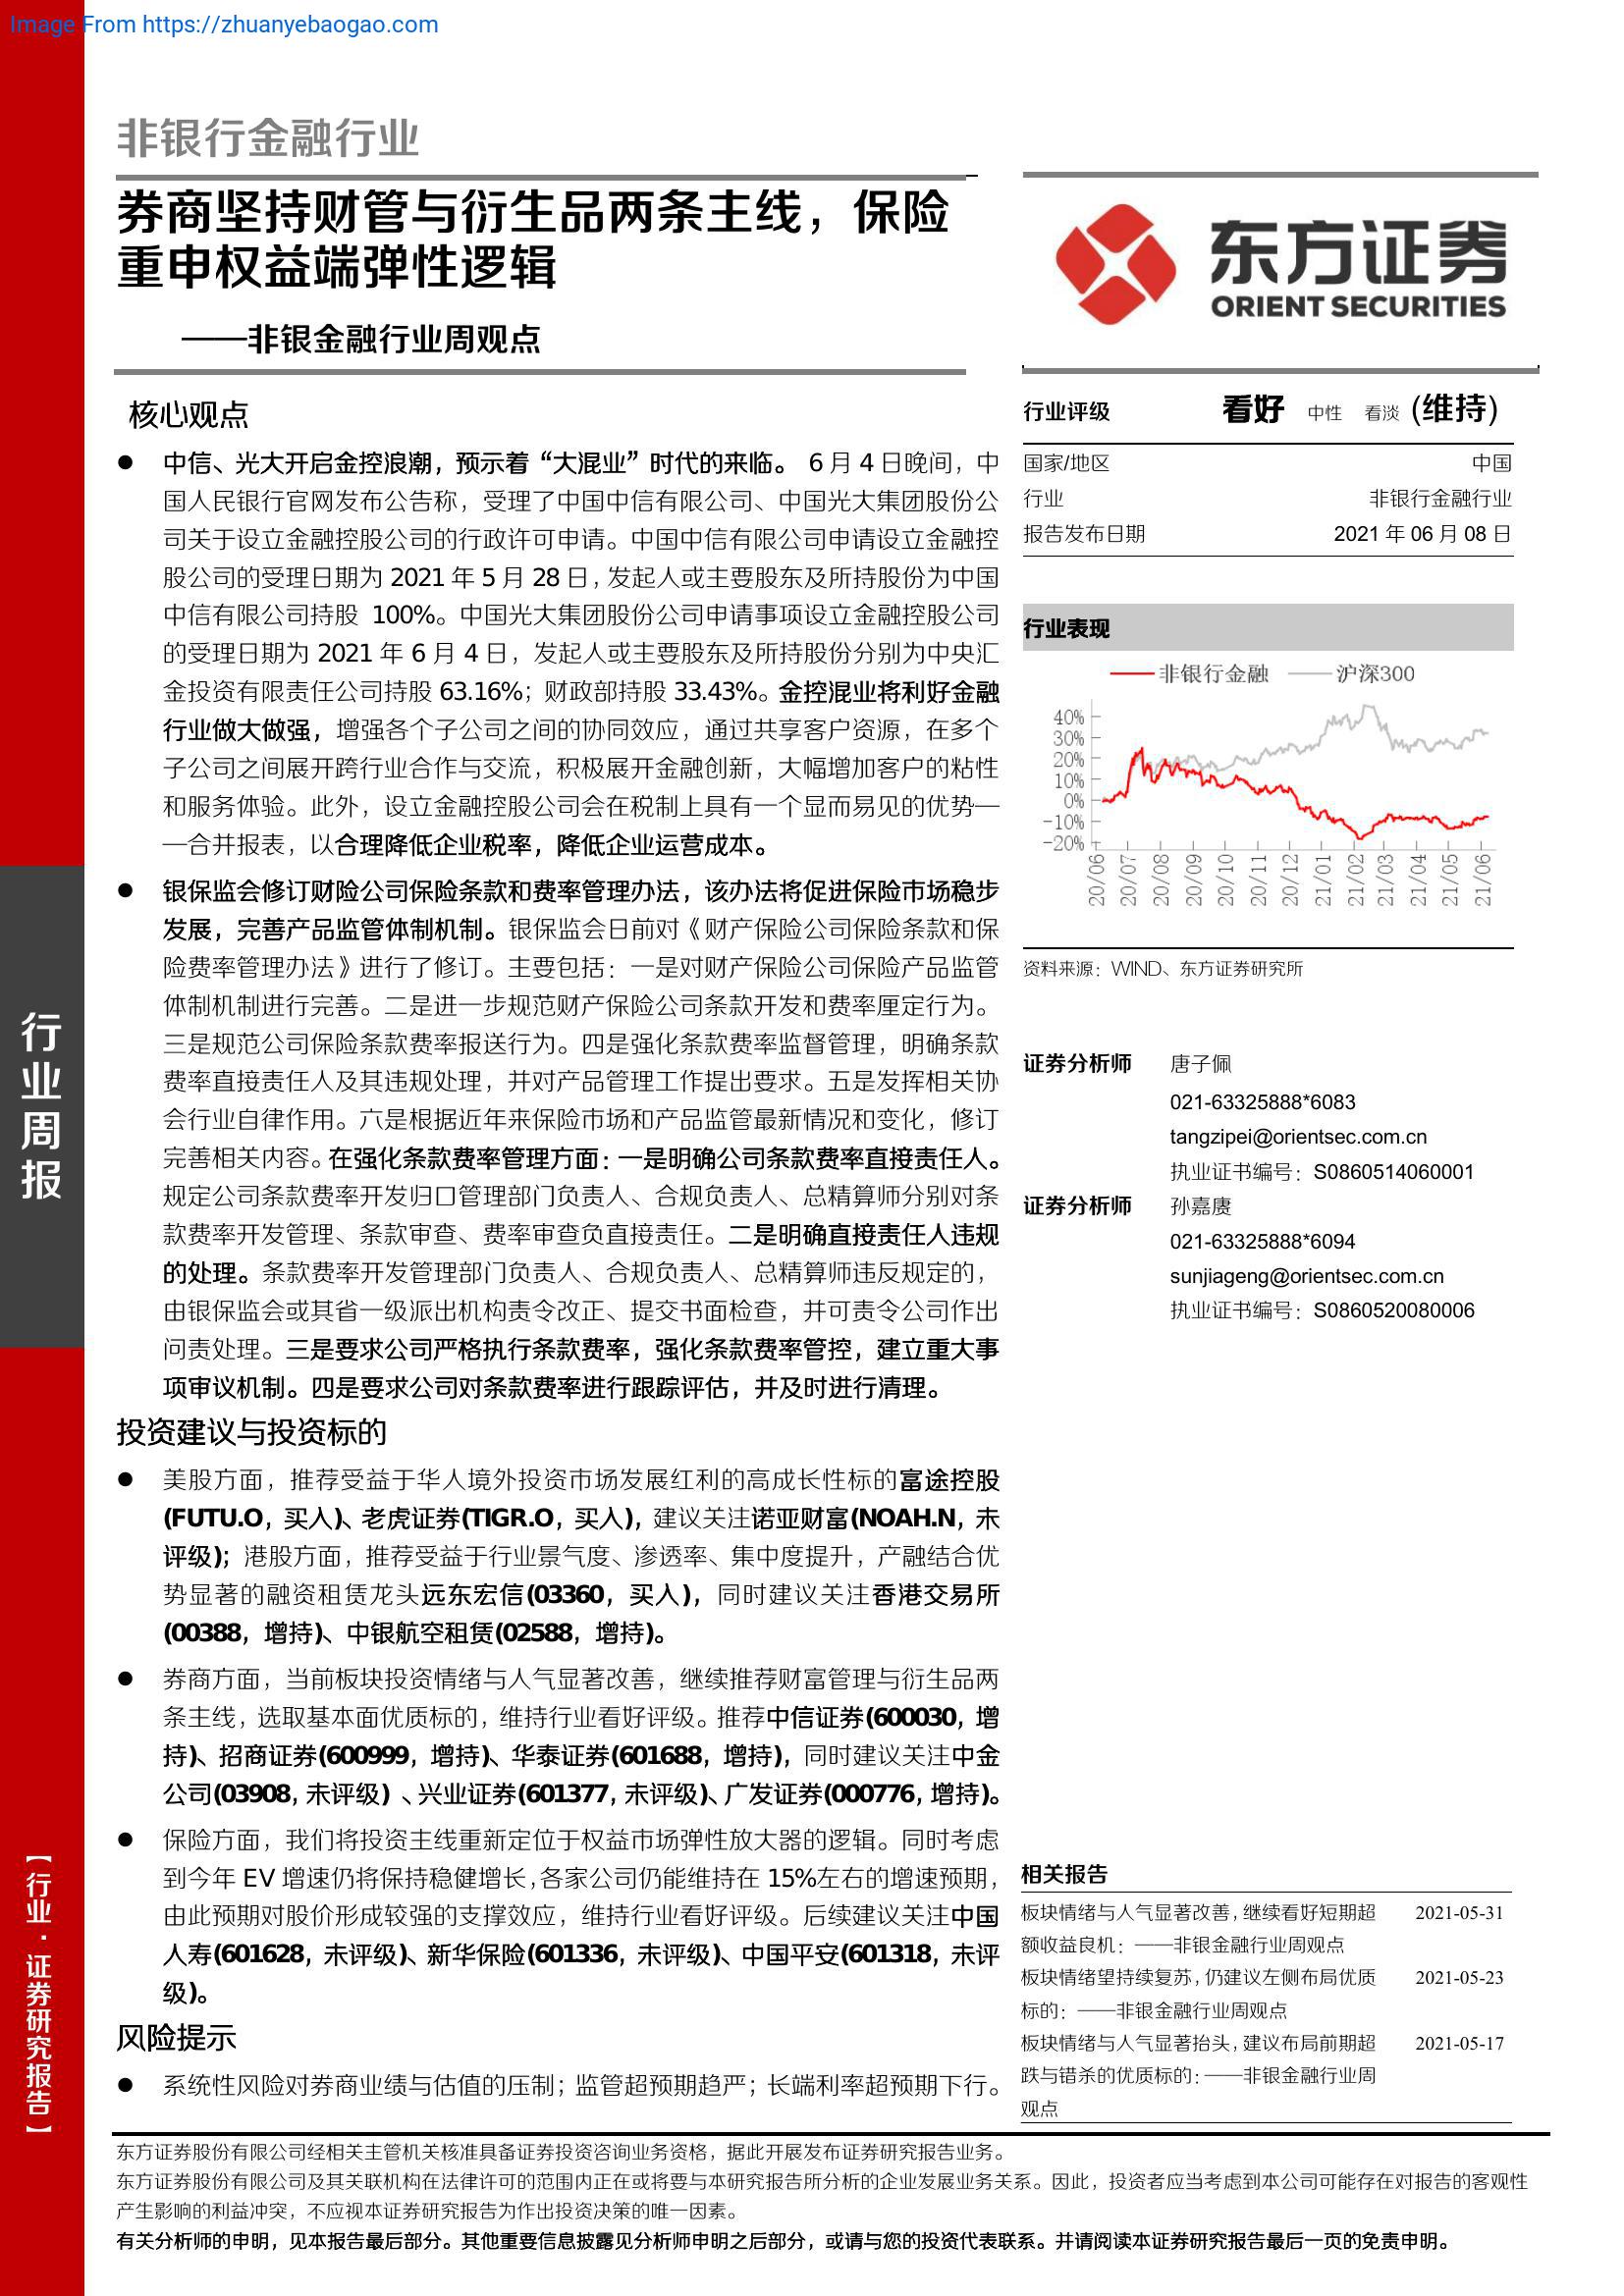 Image From https://zhuanyebaogao.com
非银行金融行业
券商坚持财管与衍生品两条主线，保险
重申权益端弹性逻辑
——非银金融行业周观点
核心观点
● 中信、光大开启金控浪潮，预示着“大混业”时代的来临。 6 月 4 日晚间，中
国人民银行官网发布公告称，受理了中国中信有限公司、中国光大集团股份公
司关于设立金融控股公司的行政许可申请。中国中信有限公司申请设立金融控
股公司的受理日期为 2021 年 5 月 28 日，发起人或主要股东及所持股份为中国
中信有限公司持股 100%。中国光大集团股份公司申请事项设立金融控股公司
的受理日期为 2021 年 6 月 4 日，发起人或主要股东及所持股份分别为中央汇
金投资有限责任公司持股 63.16%；财政部持股 33.43%。金控混业将利好金融
行业做大做强，增强各个子公司之间的协同效应，通过共享客户资源，在多个
子公司之间展开跨行业合作与交流，积极展开金融创新，大幅增加客户的粘性
和服务体验。此外，设立金融控股公司会在税制上具有一个显而易见的优势—
—合并报表，以合理降低企业税率，降低企业运营成本。
● 银保监会修订财险公司保险条款和费率管理办法，该办法将促进保险市场稳步
发展，完善产品监管体制机制。银保监会日前对《财产保险公司保险条款和保
险费率管理办法》进行了修订。主要包括：一是对财产保险公司保险产品监管
体制机制进行完善。二是进一步规范财产保险公司条款开发和费率厘定行为。
三是规范公司保险条款费率报送行为。四是强化条款费率监督管理，明确条款
费率直接责任人及其违规处理，并对产品管理工作提出要求。五是发挥相关协
会行业自律作用。六是根据近年来保险市场和产品监管最新情况和变化，修订
完善相关内容。在强化条款费率管理方面：一是明确公司条款费率直接责任人。
规定公司条款费率开发归口管理部门负责人、合规负责人、总精算师分别对条
款费率开发管理、条款审查、费率审查负直接责任。二是明确直接责任人违规
的处理。条款费率开发管理部门负责人、合规负责人、总精算师违反规定的，
由银保监会或其省一级派出机构责令改正、提交书面检查，并可责令公司作出
问责处理。三是要求公司严格执行条款费率，强化条款费率管控，建立重大事
项审议机制。四是要求公司对条款费率进行跟踪评估，并及时进行清理。
投资建议与投资标的
● 美股方面，推荐受益于华人境外投资市场发展红利的高成长性标的富途控股
(FUTU.O，买入)、老虎证券(TIGR.O，买入)，建议关注诺亚财富(NOAH.N，未
评级)；港股方面，推荐受益于行业景气度、渗透率、集中度提升，产融结合优
势显著的融资租赁龙头远东宏信(03360，买入)，同时建议关注香港交易所
(00388，增持)、中银航空租赁(02588，增持)。
● 券商方面，当前板块投资情绪与人气显著改善，继续推荐财富管理与衍生品两
条主线，选取基本面优质标的，维持行业看好评级。推荐中信证券(600030，增
持)、招商证券(600999，增持)、华泰证券(601688，增持)，同时建议关注中金
公司(03908，未评级) 、兴业证券(601377，未评级)、广发证券(000776，增持)。
● 保险方面，我们将投资主线重新定位于权益市场弹性放大器的逻辑。同时考虑
到今年 EV 增速仍将保持稳健增长，各家公司仍能维持在 15%左右的增速预期，
由此预期对股价形成较强的支撑效应，维持行业看好评级。后续建议关注中国
人寿(601628，未评级)、新华保险(601336，未评级)、中国平安(601318，未评
级)。
风险提示
● 系统性风险对券商业绩与估值的压制；监管超预期趋严；长端利率超预期下行。
东方证券
ORIENT SECURITIES
行业评级 看好 中性 看淡 (维持)
国家/地区 中国
行业 非银行金融行业
报告发布日期 2021 年 06 月 08 日
行业表现
非银行金融 沪深300
40%
30%
20%
10%
0%
-10%
-20%
20/06 20/07 20/08 20/09 20/10 20/11 20/12 21/01 21/02 21/03 21/04 21/05 21/06
资料来源：WIND、东方证券研究所
证券分析师 唐子佩
021-63325888*6083
tangzipei@orientsec.com.cn
执业证书编号：S0860514060001
证券分析师 孙嘉赓
021-63325888*6094
sunjiageng@orientsec.com.cn
执业证书编号：S0860520080006
相关报告
板块情绪与人气显著改善，继续看好短期超 2021-05-31
额收益良机：——非银金融行业周观点
板块情绪望持续复苏，仍建议左侧布局优质 2021-05-23
标的：——非银金融行业周观点
板块情绪与人气显著抬头，建议布局前期超 2021-05-17
跌与错杀的优质标的：——非银金融行业周
观点
行业周报
【行业·证券研究报告】
东方证券股份有限公司经相关主管机关核准具备证券投资咨询业务资格，据此开展发布证券研究报告业务。
东方证券股份有限公司及其关联机构在法律许可的范围内正在或将要与本研究报告所分析的企业发展业务关系。因此，投资者应当考虑到本公司可能存在对报告的客观性
产生影响的利益冲突，不应视本证券研究报告为作出投资决策的唯一因素。
有关分析师的申明，见本报告最后部分。其他重要信息披露见分析师申明之后部分，或请与您的投资代表联系。并请阅读本证券研究报告最后一页的免责申明。